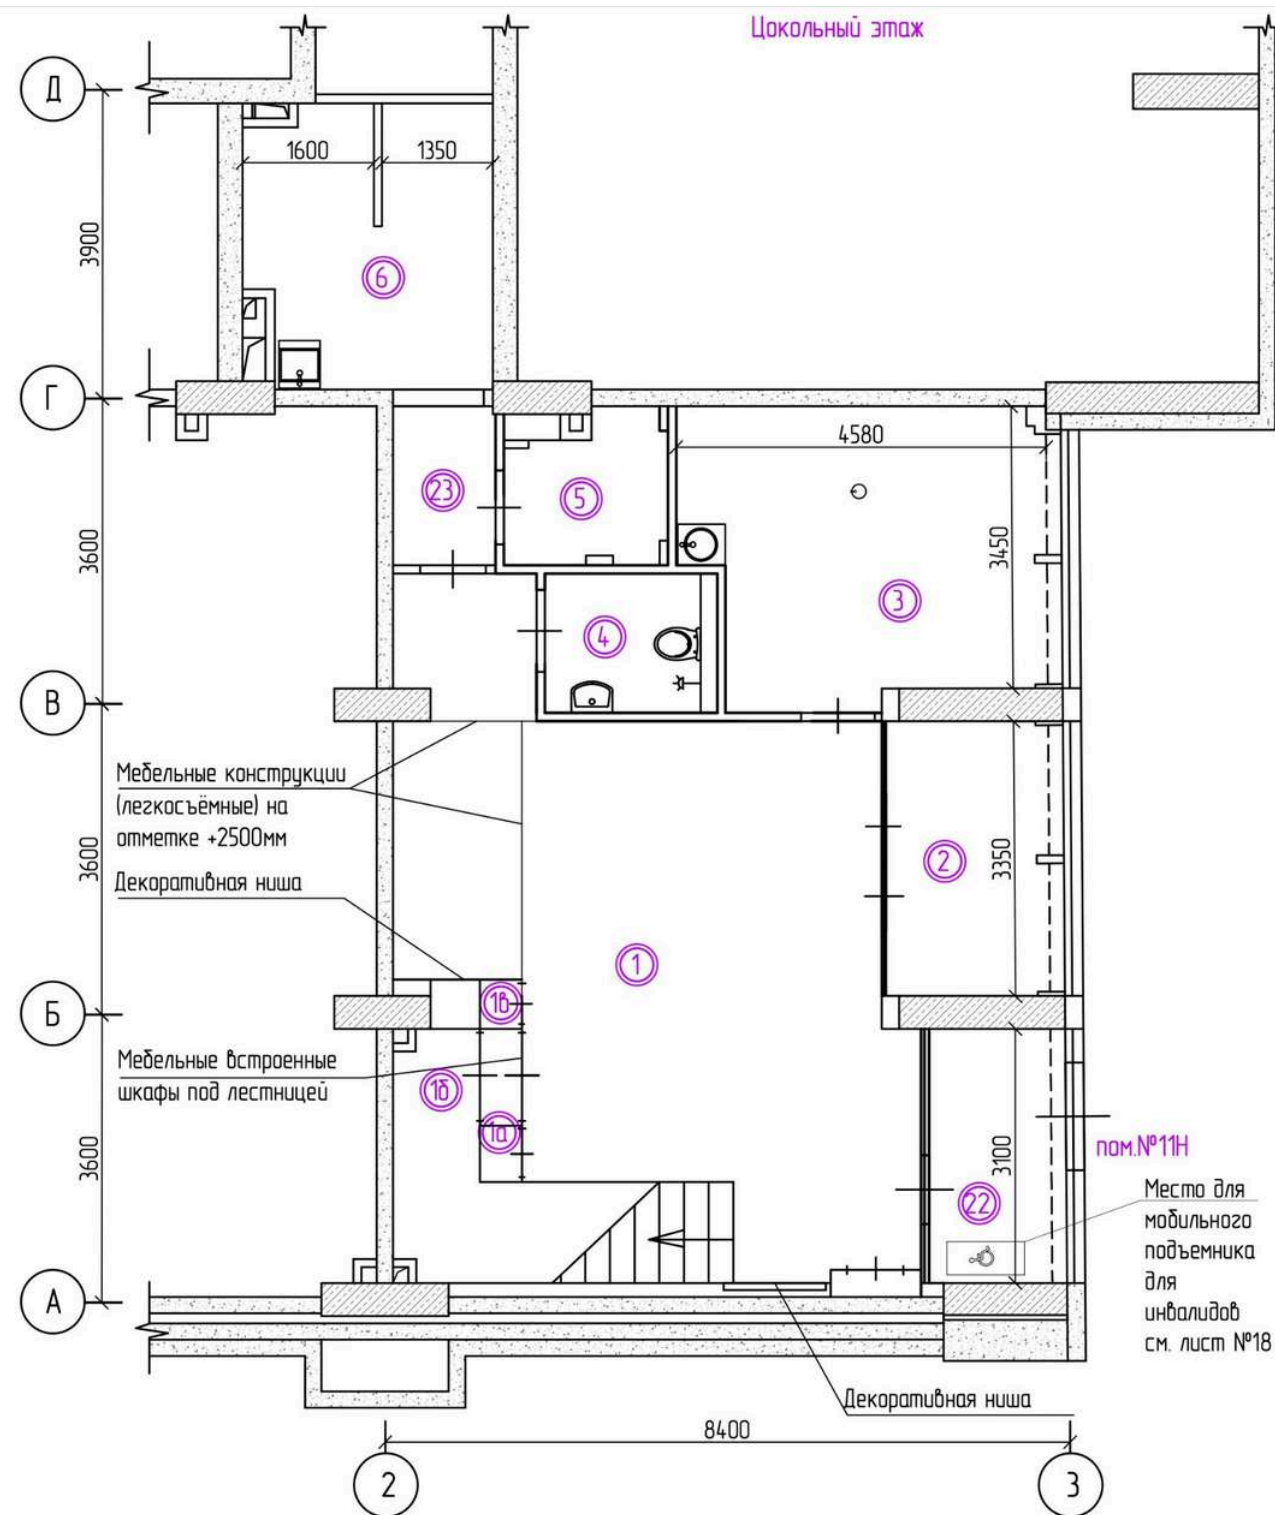 Цокольный этаж
Д
1600
1350
3900
6
Г
4580
23
5
3600
3450
3
4
В
Мебельные конструкции
(легкосъёмные) на
отметке +2500мм
3600
2
3350
Декоративная ниша
1
1в
Б
Мебельные встроенные
шкафы под лестницей
1б
1а
3600
3100
пом.№11Н
22
Место для
мобильного
подъемника
для
инвалидов
см. лист №18
А
Декоративная ниша
8400
2
3